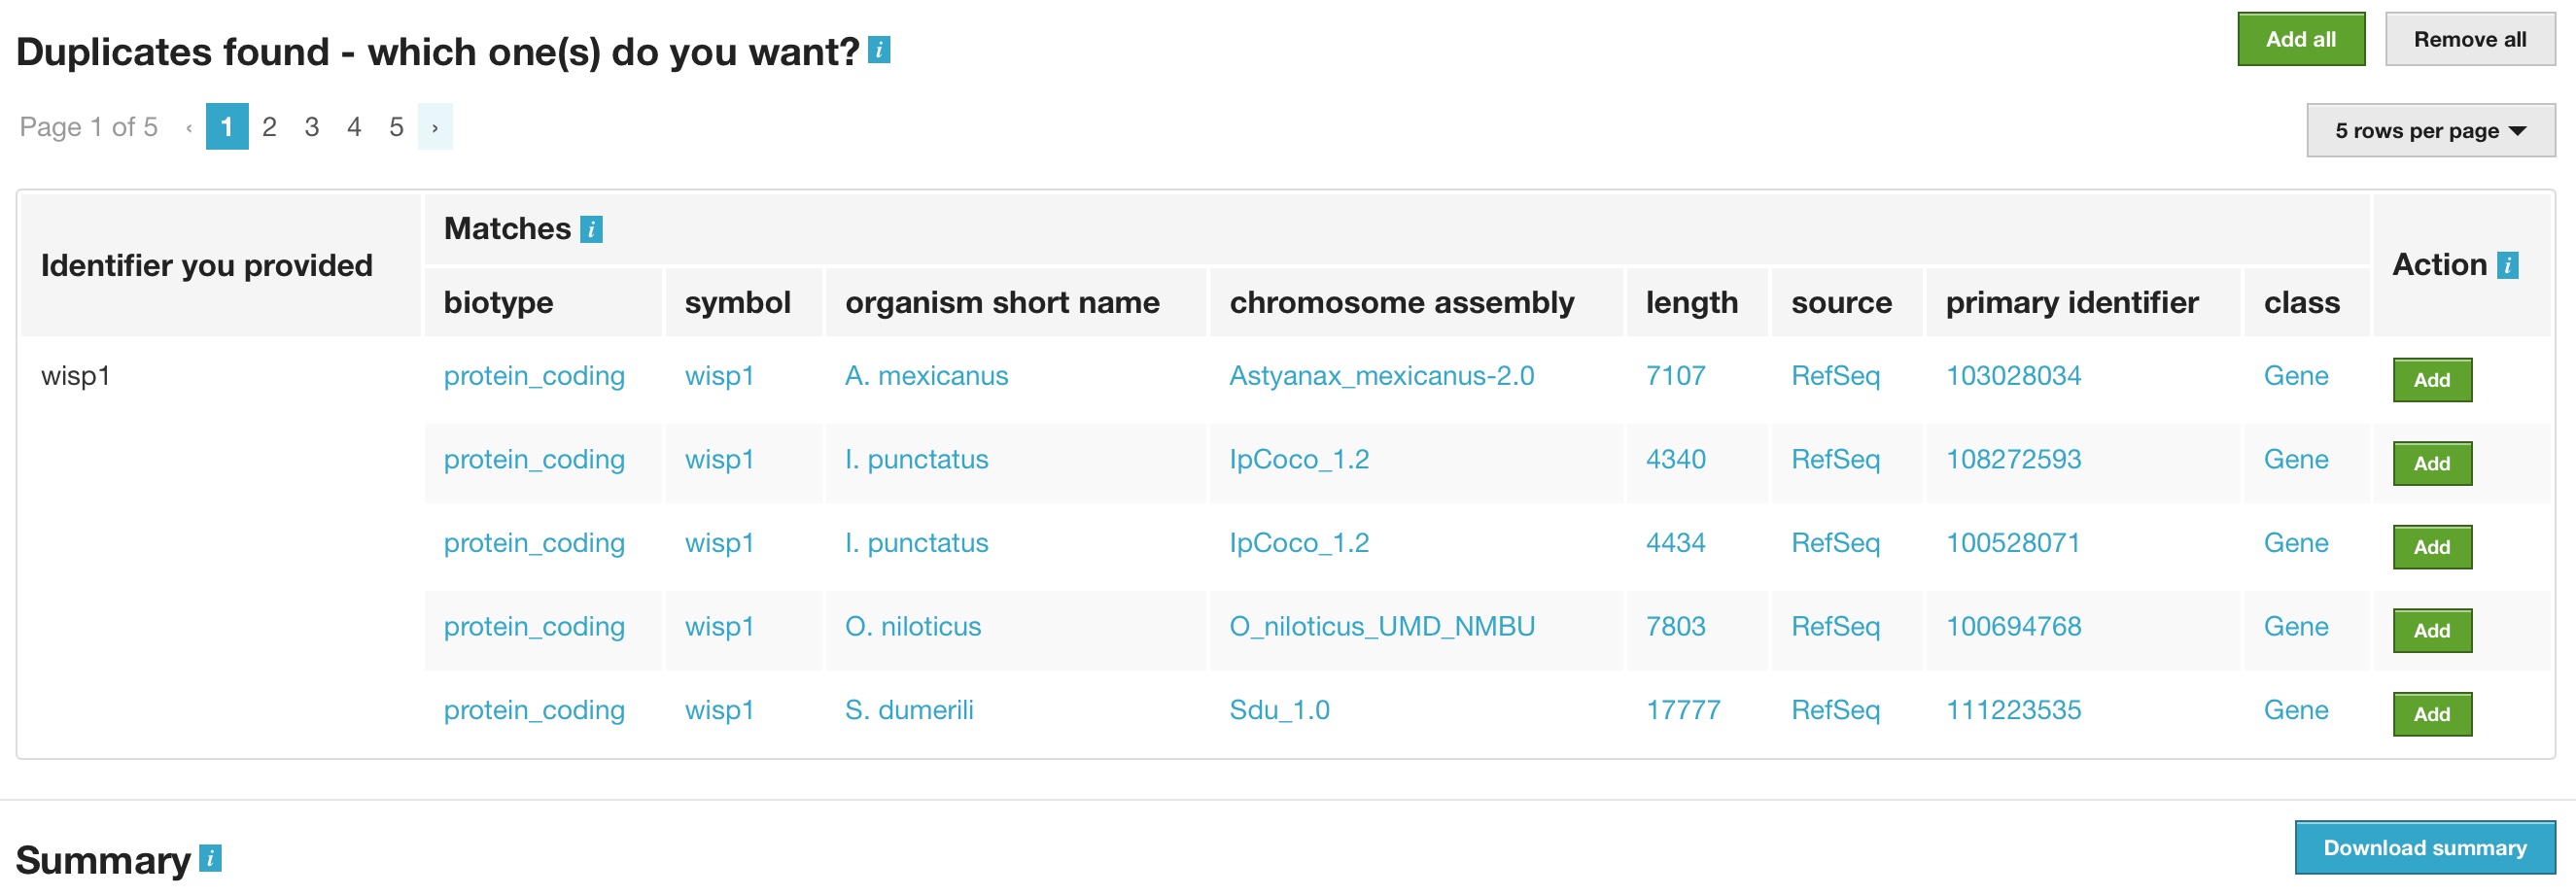 Duplicates found - which one(s) do you want? i
Add all Remove all
Page 1 of 5 ‹ 1 2 3 4 5 ›
5 rows per page
Identifier you provided Matches i Action i
biotype symbol organism short name chromosome assembly length source primary identifier class
wisp1 protein_coding wisp1 A. mexicanus Astyanax_mexicanus-2.0 7107 RefSeq 103028034 Gene Add
protein_coding wisp1 I. punctatus IpCoco_1.2 4340 RefSeq 108272593 Gene Add
protein_coding wisp1 I. punctatus IpCoco_1.2 4434 RefSeq 100528071 Gene Add
protein_coding wisp1 O. niloticus O_niloticus_UMD_NMBU 7803 RefSeq 100694768 Gene Add
protein_coding wisp1 S. dumerili Sdu_1.0 17777 RefSeq 111223535 Gene Add
Summary i
Download summary